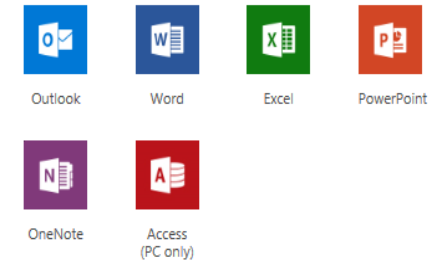 Outlook
Word
Excel
PowerPoint
OneNote
Access
(PC only)